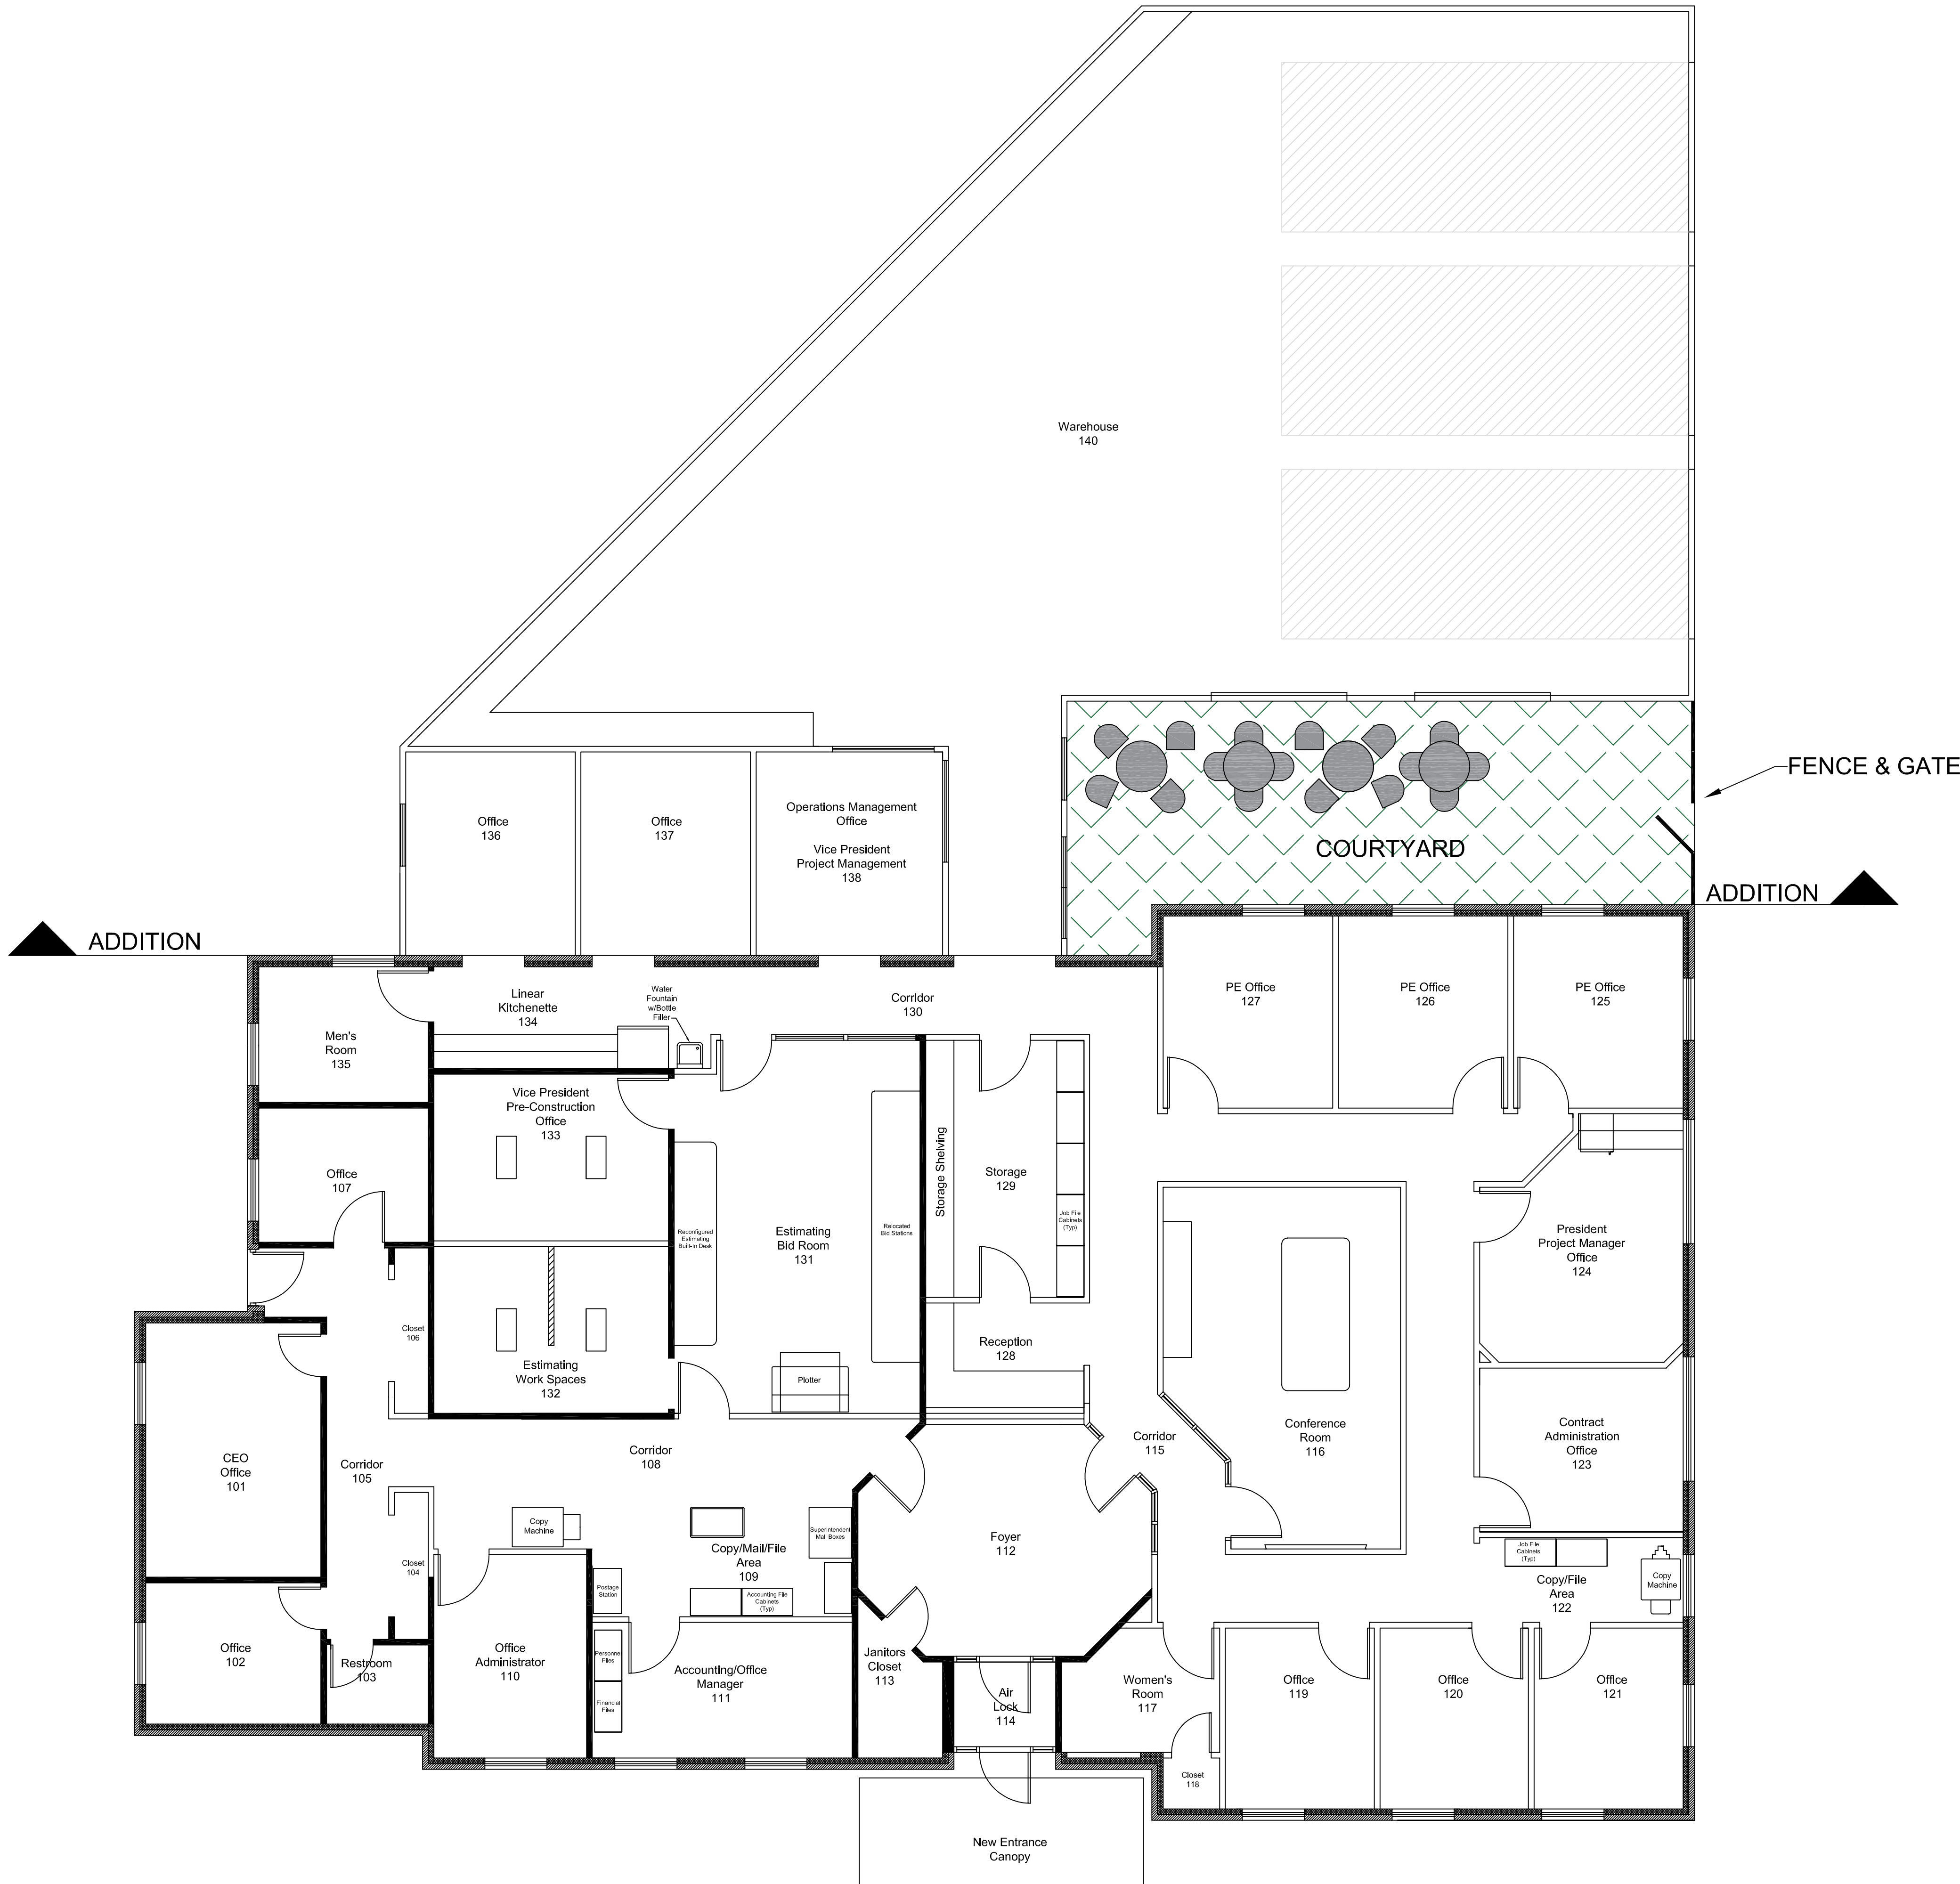 Warehouse
140
FENCE & GATE
Office
136
Office
137
Operations Management
Office
Vice President
Project Management
138
COURTYARD
ADDITION
ADDITION
Linear
Kitchenette
134
Water
Fountain
w/Bottle
Filler
Corridor
130
PE Office
127
PE Office
126
PE Office
125
Men's
Room
135
Vice President
Pre-Construction
Office
133
Office
107
Storage Shelving
Storage
129
Job File
Cabinets
(Typ)
Reconfigured
Estimating
Built-in Desk
Estimating
Bid Room
131
Relocated
Bid Stations
President
Project Manager
Office
124
Closet
106
Estimating
Work Spaces
132
Plotter
Reception
128
Conference
Room
116
Contract
Administration
Office
123
CEO
Office
101
Corridor
105
Corridor
108
Corridor
115
Copy
Machine
Superintendent
Mail Boxes
Copy/Mail/File
Area
109
Foyer
112
Closet
104
Postage
Station
Accounting File
Cabinets
(Typ)
Job File
Cabinets
(Typ)
Copy/File
Area
122
Copy
Machine
Office
102
Restroom
103
Office
Administrator
110
Personnel
Files
Financial
Files
Accounting/Office
Manager
111
Janitors
Closet
113
Air
Lock
114
Women's
Room
117
Office
119
Office
120
Office
121
Closet
118
New Entrance
Canopy